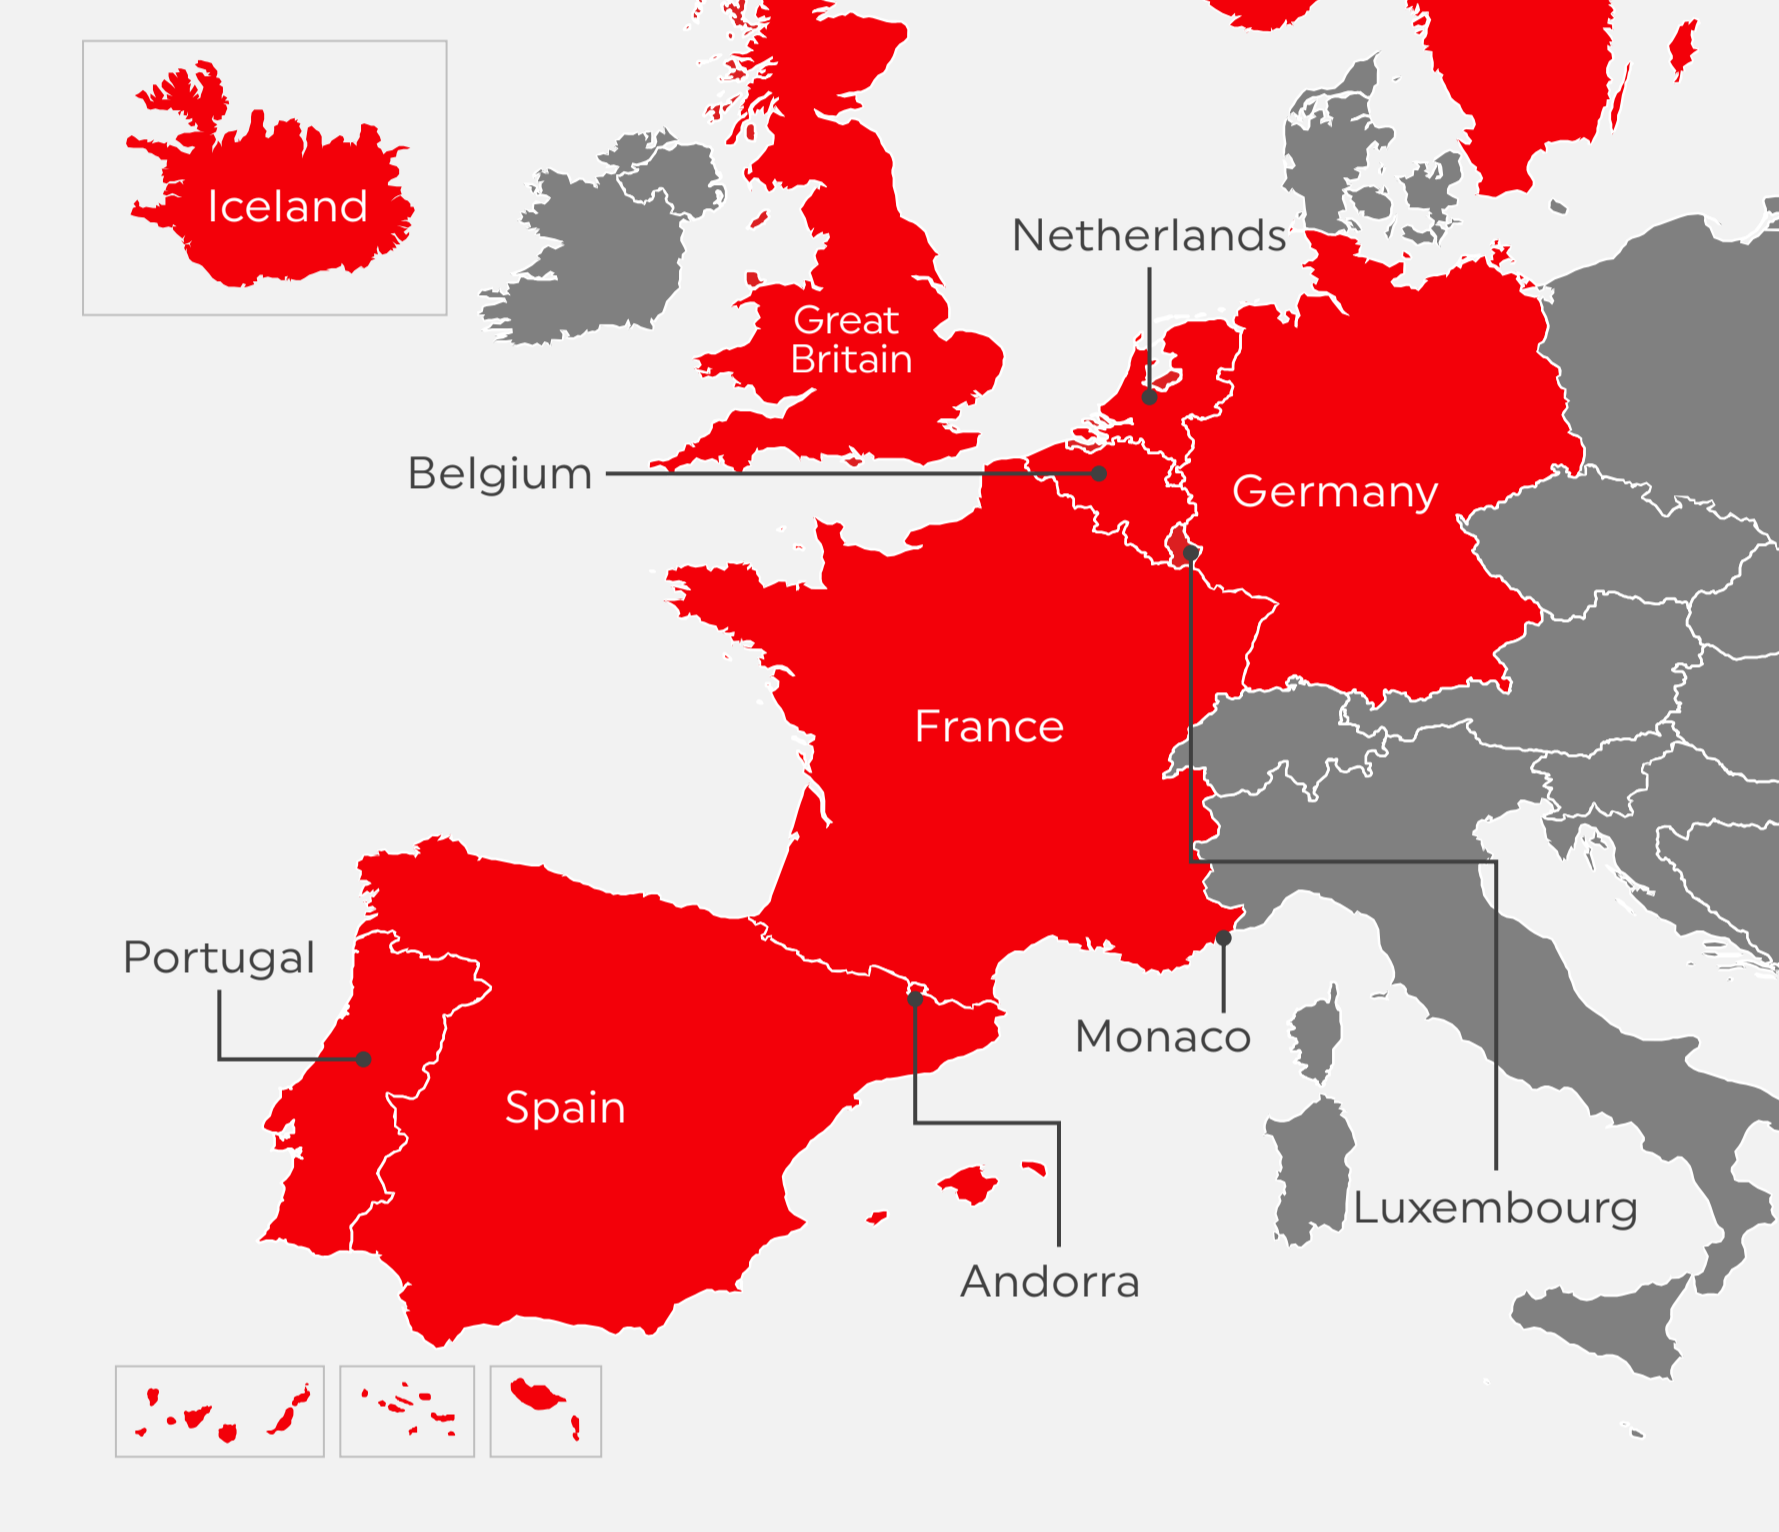 Iceland
Netherlands
Great
Britain
Belgium
Germany
France
Portugal
Monaco
Spain
Luxembourg
Andorra